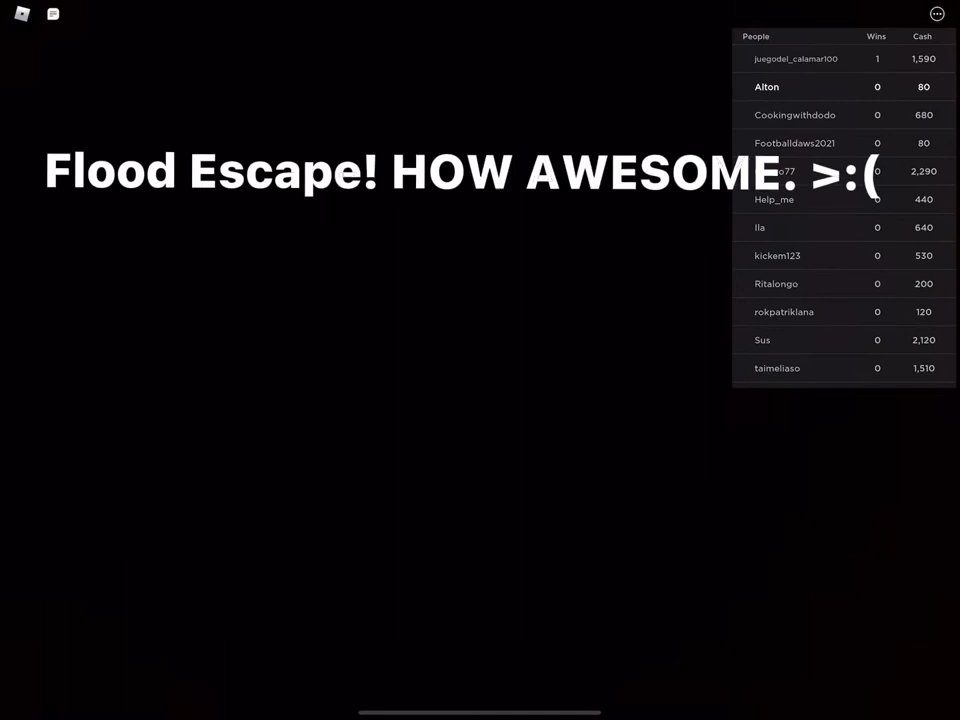 People Wins Cash
juegodel_calamar100 1 1,590
Alton 0 80
Cookingwithdodo 0 680
Footballdaws2021 0 80
Flood Escape! HOW AWESOME. >:(
0 2,290
Help_me 0 440
lla 0 640
kickem123 0 530
Ritalongo 0 200
rokpatriklana 0 120
Sus 0 2,120
taimeliaso 0 1,510